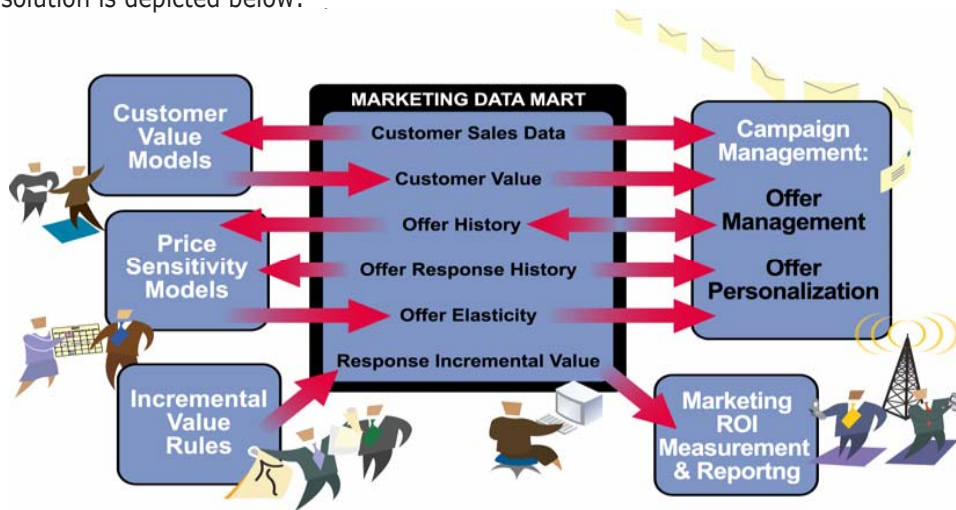 solution is depicted below:
Customer
Value
Models
Price
Sensitivity
Models
Incremental
Value
Rules
MARKETING DATA MART
Customer Sales Data
Customer Value
Offer History
Offer Response History
Offer Elasticity
Response Incremental Value
Campaign
Management:
Offer
Management
Offer
Personalization
Marketing
ROI
Measurement
& Reportng